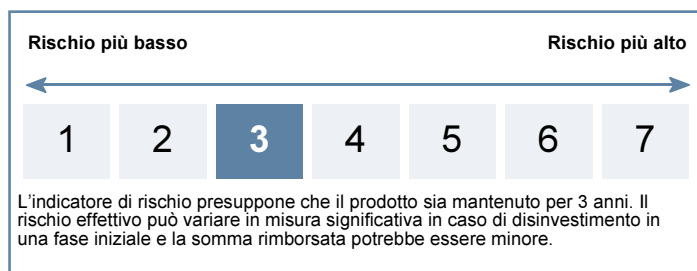 Rischio più basso Rischio più alto
1 2 3 4 5 6 7
L'indicatore di rischio presuppone che il prodotto sia mantenuto per 3 anni. Il
rischio effettivo può variare in misura significativa in caso di disinvestimento in
una fase iniziale e la somma rimborsata potrebbe essere minore.